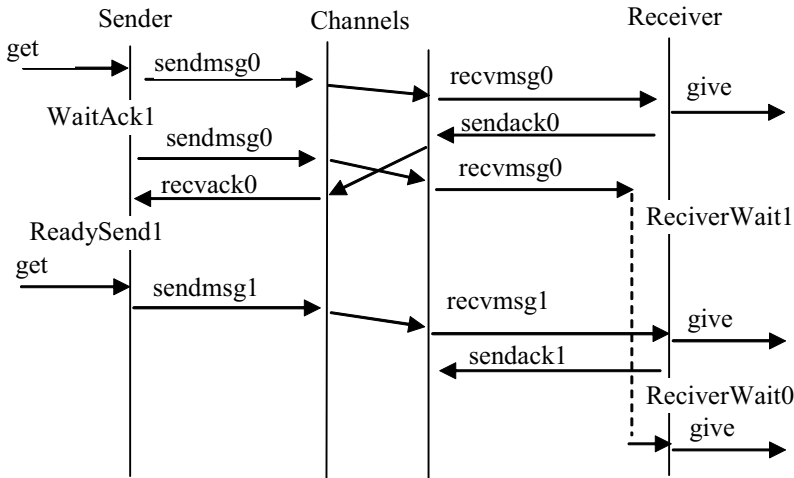 Sender
Channels
Receiver
get
sendmsg0
recvmsg0
give
WaitAck1
sendack0
sendmsg0
recvmsg0
recvack0
ReciverWait1
ReadySend1
get
sendmsg1
recvmsg1
give
sendack1
ReciverWait0
give